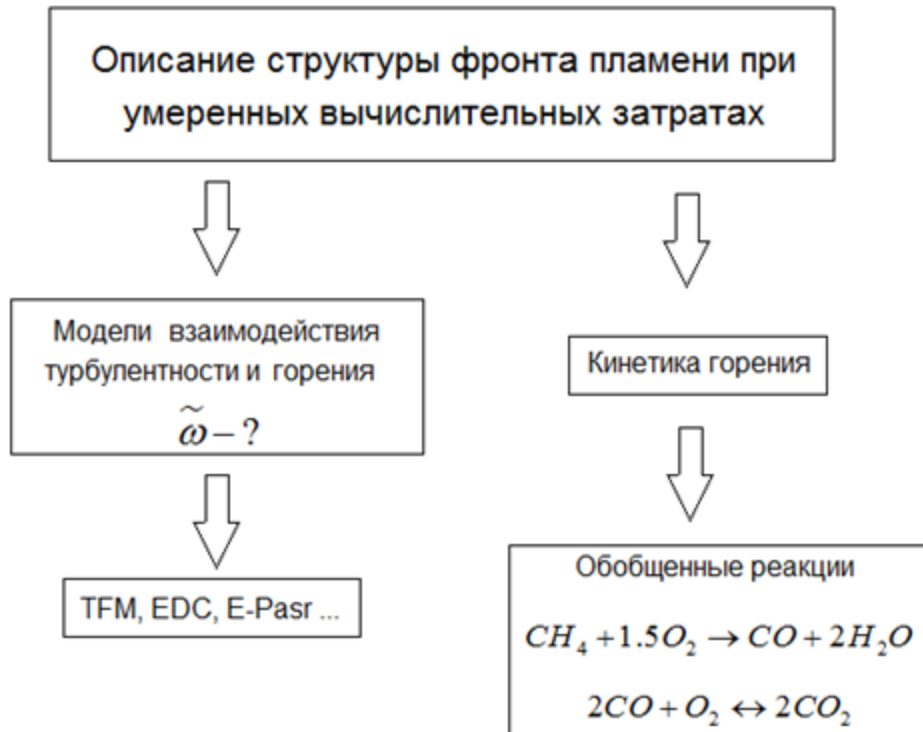 Описание структуры фронта пламени при
умеренных вычислительных затратах
Модели взаимодействия
турбулентности и горения
ω̃ – ?
TFM, EDC, E-Pasr ...
Кинетика горения
Обобщенные реакции
CH₄ + 1.5O₂ → CO + 2H₂O
2CO + O₂ ↔ 2CO₂